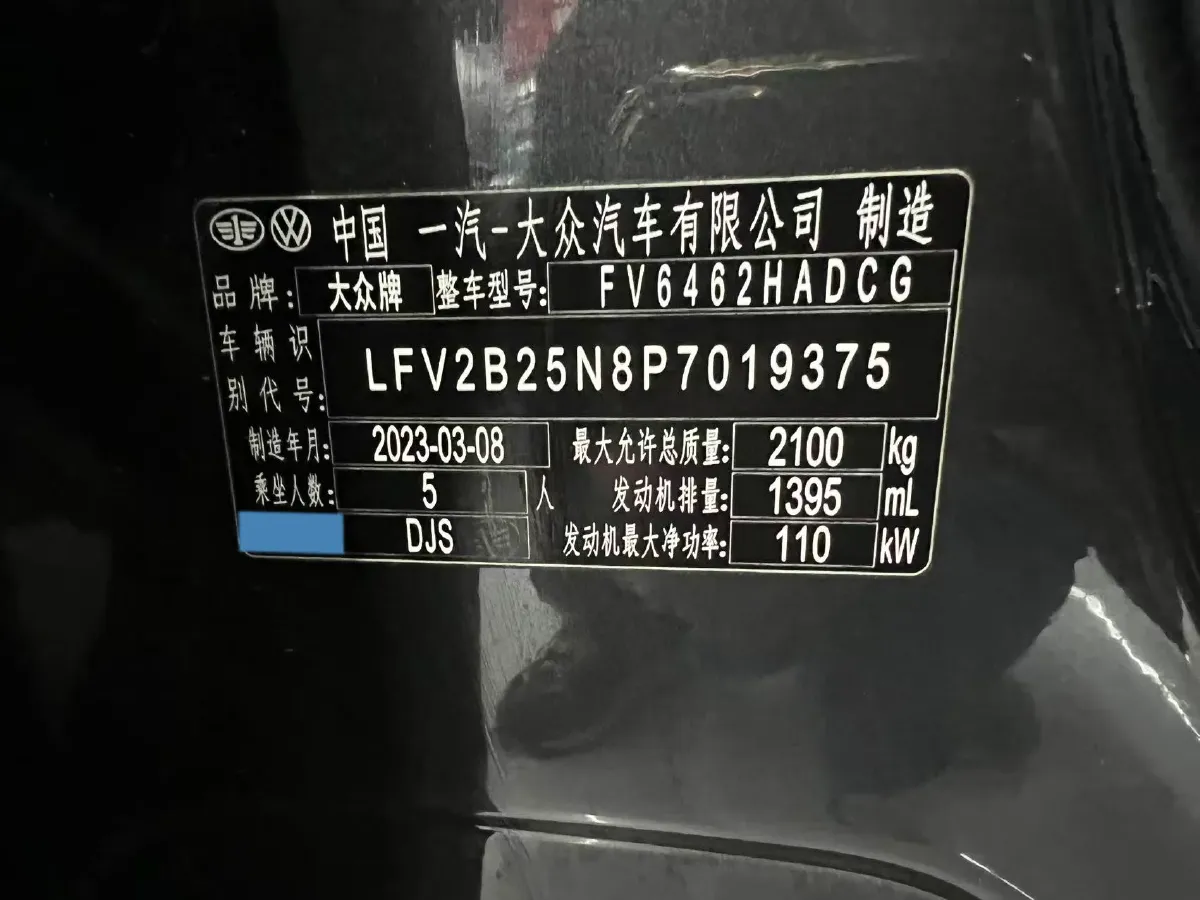 中国 一汽-大众汽车有限公司 制造
品牌: 大众牌 整车型号: FV6462HADCG
车辆识别代号: LFV2B25N8P7019375
制造年月: 2023-03-08 最大允许总质量: 2100 kg
乘坐人数: 5 人 发动机排量: 1395 mL
DJS 发动机最大净功率: 110 kW